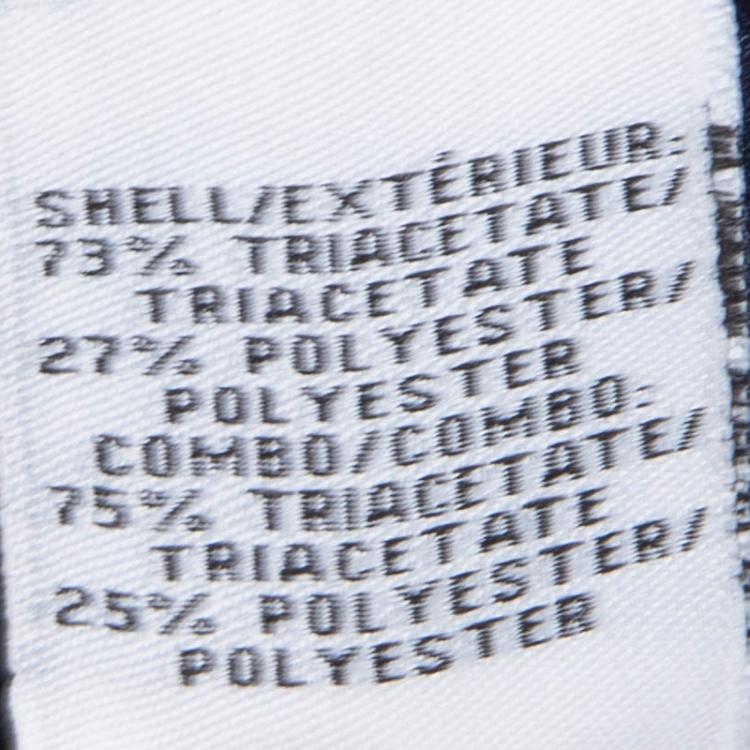 SHELL/EXTÉRIEUR:
73% TRIACETATE/
TRIACETATE
27% POLYESTER/
POLYESTER
COMBO/COMBO:
75% TRIACETATE/
TRIACETATE
25% POLYESTER/
POLYESTER